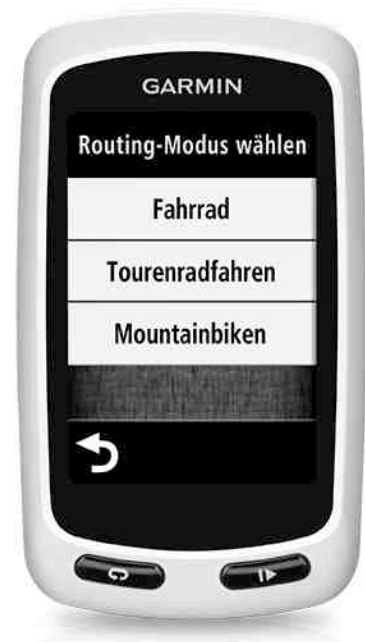 GARMIN
Routing-Modus wählen
Fahrrad
Tourenradfahren
Mountainbiken